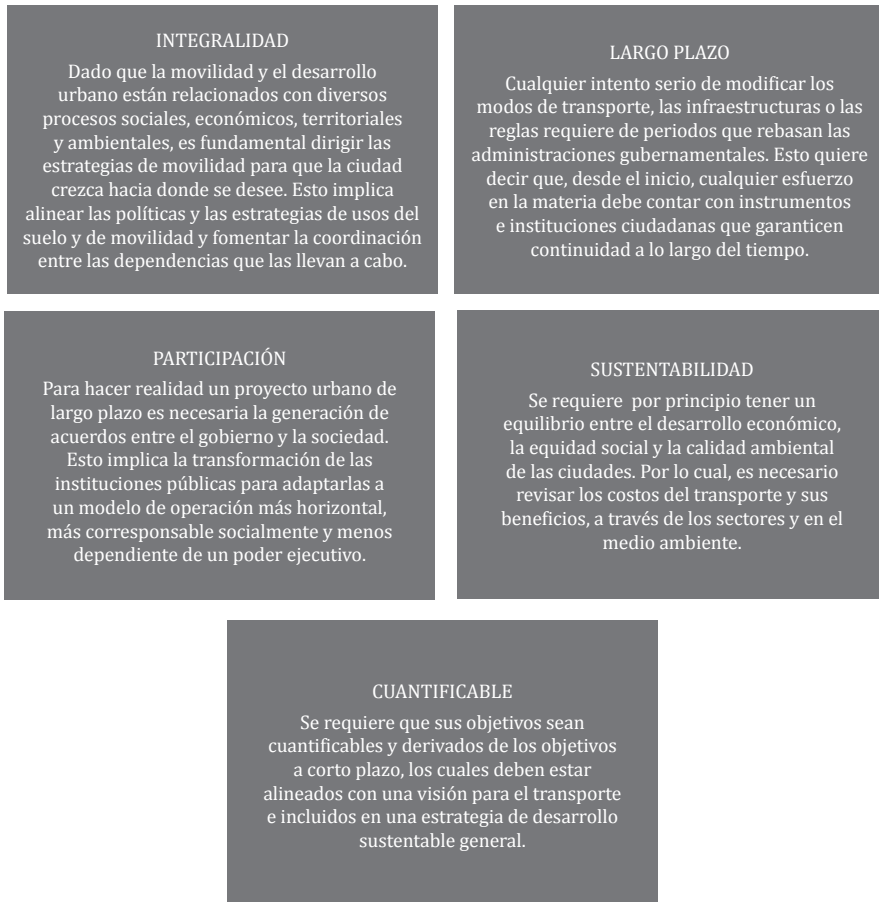 INTEGRALIDAD
Dado que la movilidad y el desarrollo
urbano están relacionados con diversos
procesos sociales, económicos, territoriales
y ambientales, es fundamental dirigir las
estrategias de movilidad para que la ciudad
crezca hacia donde se desee. Esto implica
alinear las políticas y las estrategias de usos del
suelo y de movilidad y fomentar la coordinación
entre las dependencias que las llevan a cabo.
LARGO PLAZO
Cualquier intento serio de modificar los
modos de transporte, las infraestructuras o las
reglas requiere de periodos que rebasan las
administraciones gubernamentales. Esto quiere
decir que, desde el inicio, cualquier esfuerzo
en la materia debe contar con instrumentos
e instituciones ciudadanas que garanticen
continuidad a lo largo del tiempo.
PARTICIPACIÓN
Para hacer realidad un proyecto urbano de
largo plazo es necesaria la generación de
acuerdos entre el gobierno y la sociedad.
Esto implica la transformación de las
instituciones públicas para adaptarlas a
un modelo de operación más horizontal,
más corresponsable socialmente y menos
dependiente de un poder ejecutivo.
SUSTENTABILIDAD
Se requiere por principio tener un
equilibrio entre el desarrollo económico,
la equidad social y la calidad ambiental
de las ciudades. Por lo cual, es necesario
revisar los costos del transporte y sus
beneficios, a través de los sectores y en el
medio ambiente.
CUANTIFICABLE
Se requiere que sus objetivos sean
cuantificables y derivados de los objetivos
a corto plazo, los cuales deben estar
alineados con una visión para el transporte
e incluidos en una estrategia de desarrollo
sustentable general.